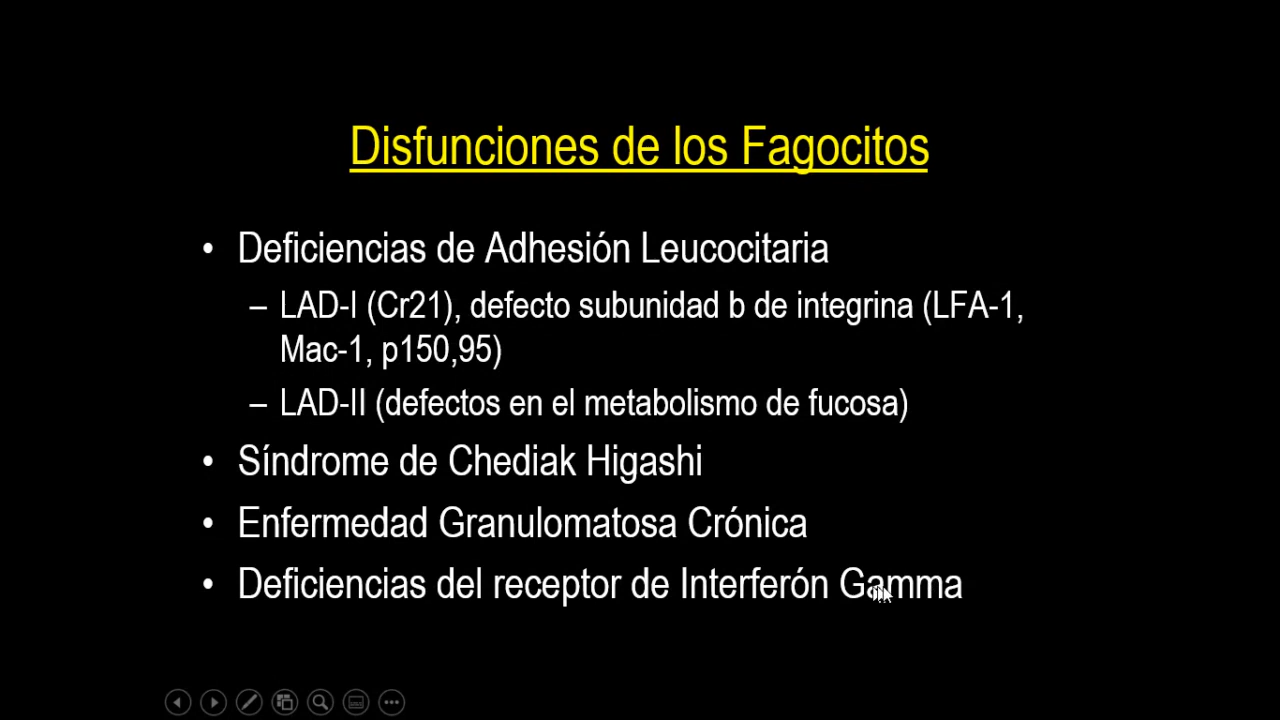 Disfunciones de los Fagocitos
• Deficiencias de Adhesión Leucocitaria
– LAD-I (Cr21), defecto subunidad b de integrina (LFA-1,
Mac-1, p150,95)
– LAD-II (defectos en el metabolismo de fucosa)
• Síndrome de Chediak Higashi
• Enfermedad Granulomatosa Crónica
• Deficiencias del receptor de Interferón Gamma